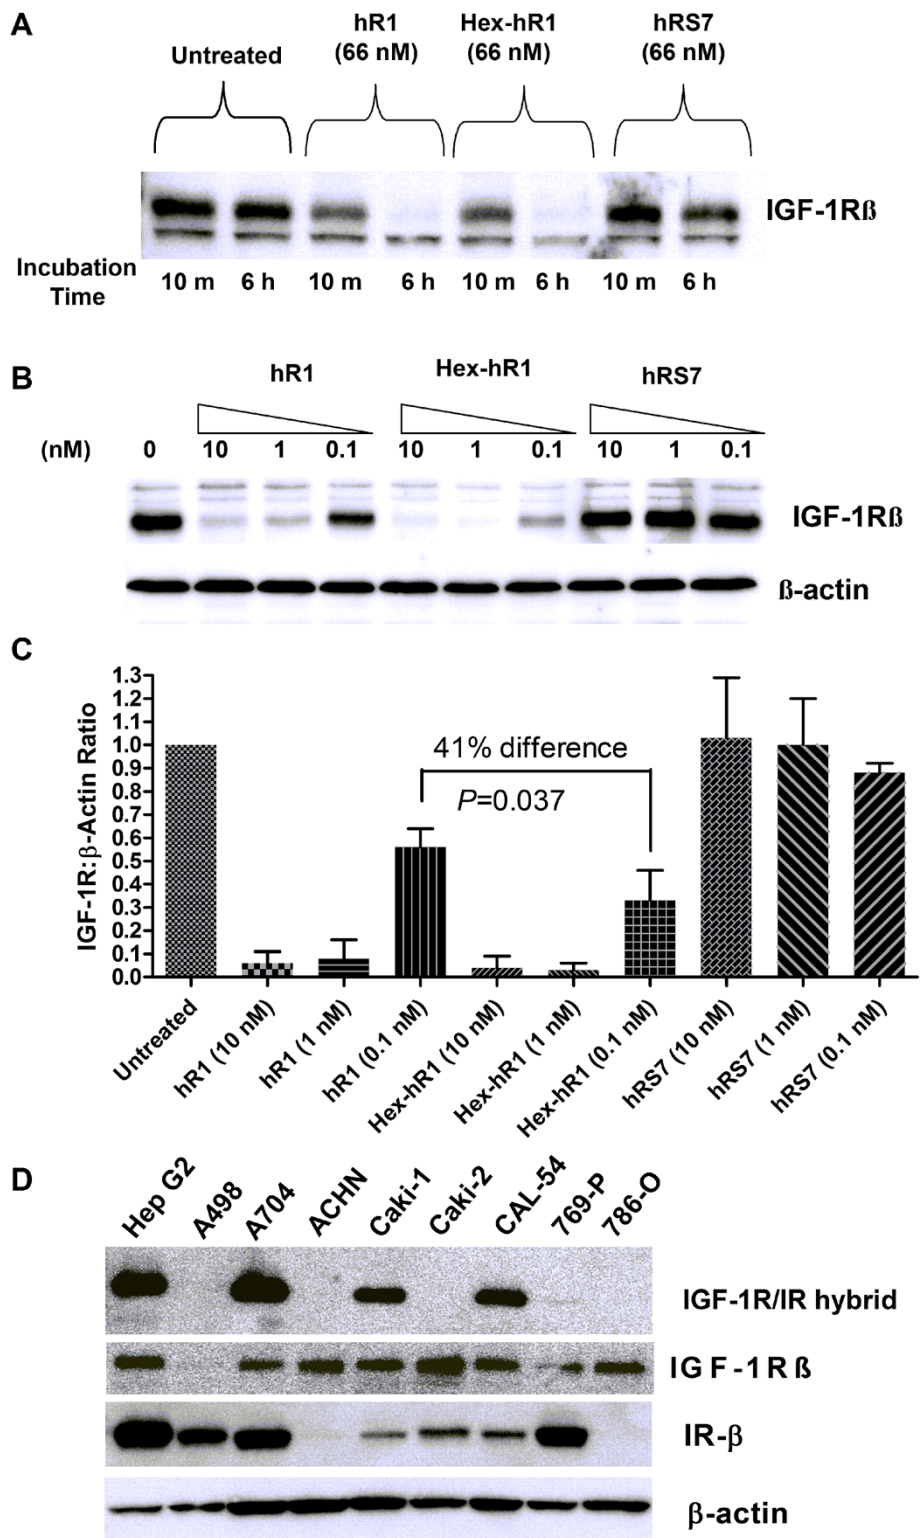 A
Untreated
hR1
(66 nM)
Hex-hR1
(66 nM)
hRS7
(66 nM)
IGF-1Rß
Incubation
Time
10 m 6 h 10 m 6 h 10 m 6 h 10 m 6 h
B
hR1 Hex-hR1 hRS7
(nM) 0 10 1 0.1 10 1 0.1 10 1 0.1
IGF-1Rß
ß-actin
C
IGF-1R:β-Actin Ratio
1.3
1.2
1.1
1.0
0.9
0.8
0.7
0.6
0.5
0.4
0.3
0.2
0.1
0.0
41% difference
P=0.037
Untreated
hR1 (10 nM)
hR1 (1 nM)
hR1 (0.1 nM)
Hex-hR1 (10 nM)
Hex-hR1 (1 nM)
Hex-hR1 (0.1 nM)
hRS7 (10 nM)
hRS7 (1 nM)
hRS7 (0.1 nM)
D
Hep G2
A498
A704
ACHN
Caki-1
Caki-2
CAL-54
769-P
786-O
IGF-1R/IR hybrid
IGF-1Rß
IR-β
β-actin